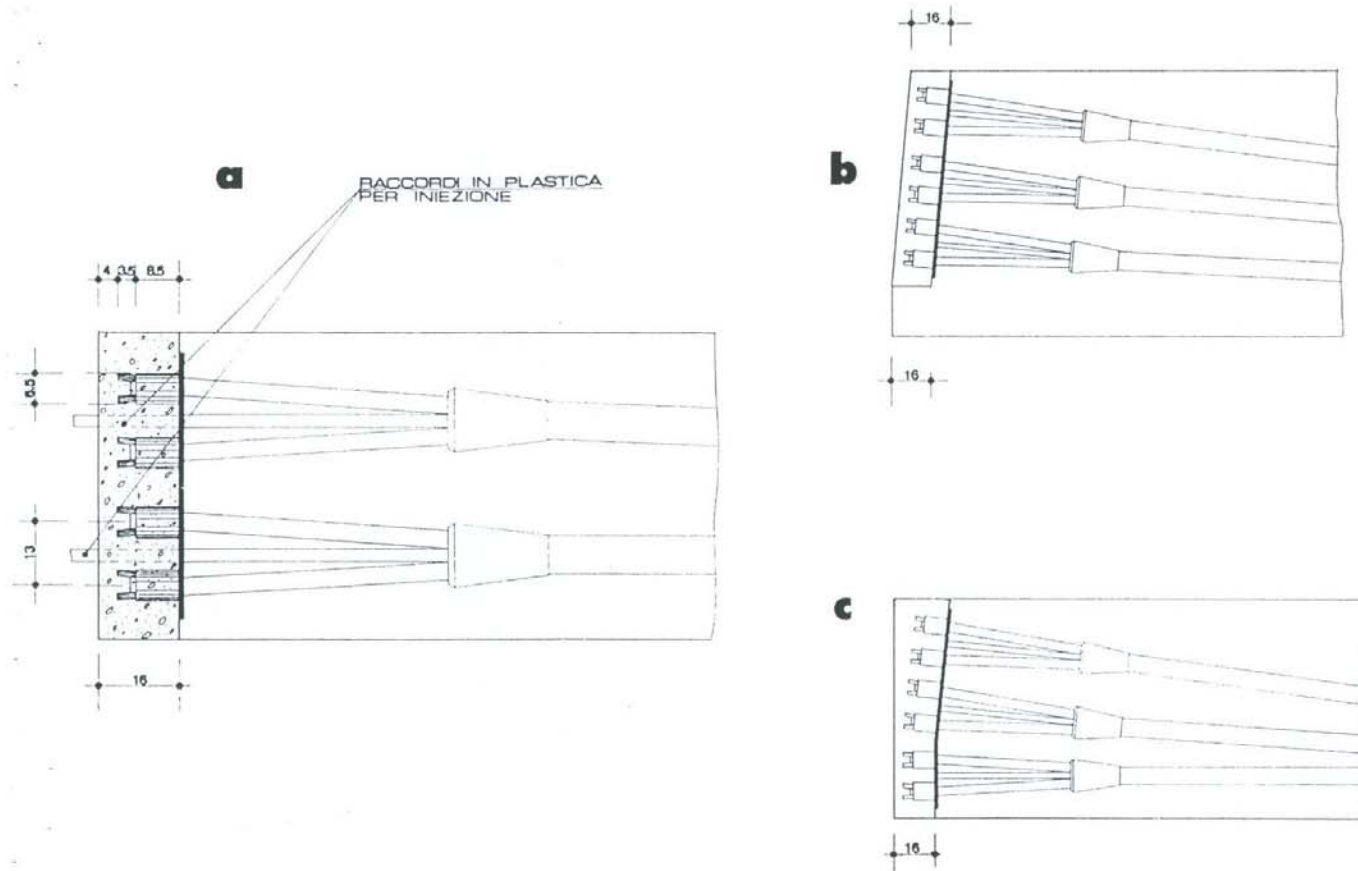 16
a
RACCORDI IN PLASTICA
PER INIEZIONE
b
4 3.5 8.5
6.5
16
13
c
16
16